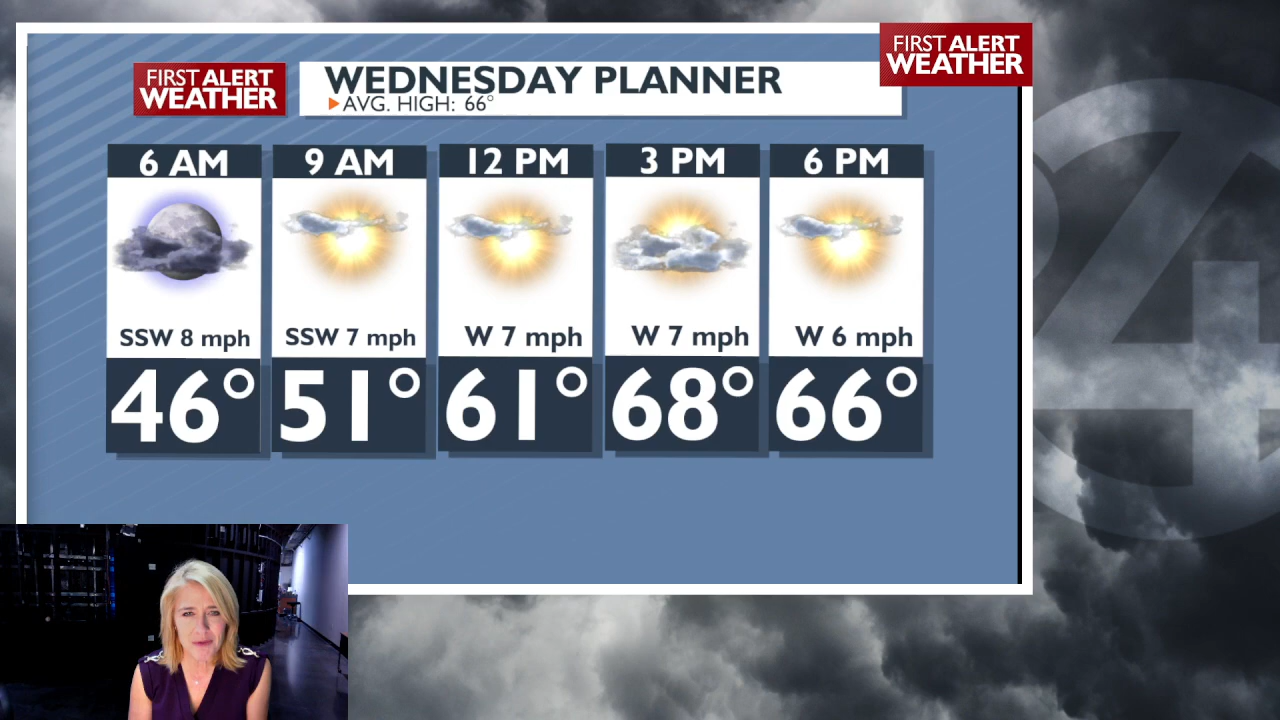 FIRST ALERT
WEATHER
WEDNESDAY PLANNER
AVG. HIGH: 66°
FIRST ALERT
WEATHER
6 AM
9 AM
12 PM
3 PM
6 PM
SSW 8 mph
SSW 7 mph
W 7 mph
W 7 mph
W 6 mph
46°
51°
61°
68°
66°
4